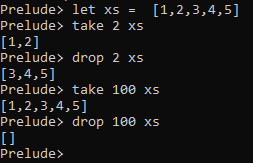 Prelude> let xs =  [1,2,3,4,5]
Prelude> take 2 xs
[1,2]
Prelude> drop 2 xs
[3,4,5]
Prelude> take 100 xs
[1,2,3,4,5]
Prelude> drop 100 xs
[]
Prelude>